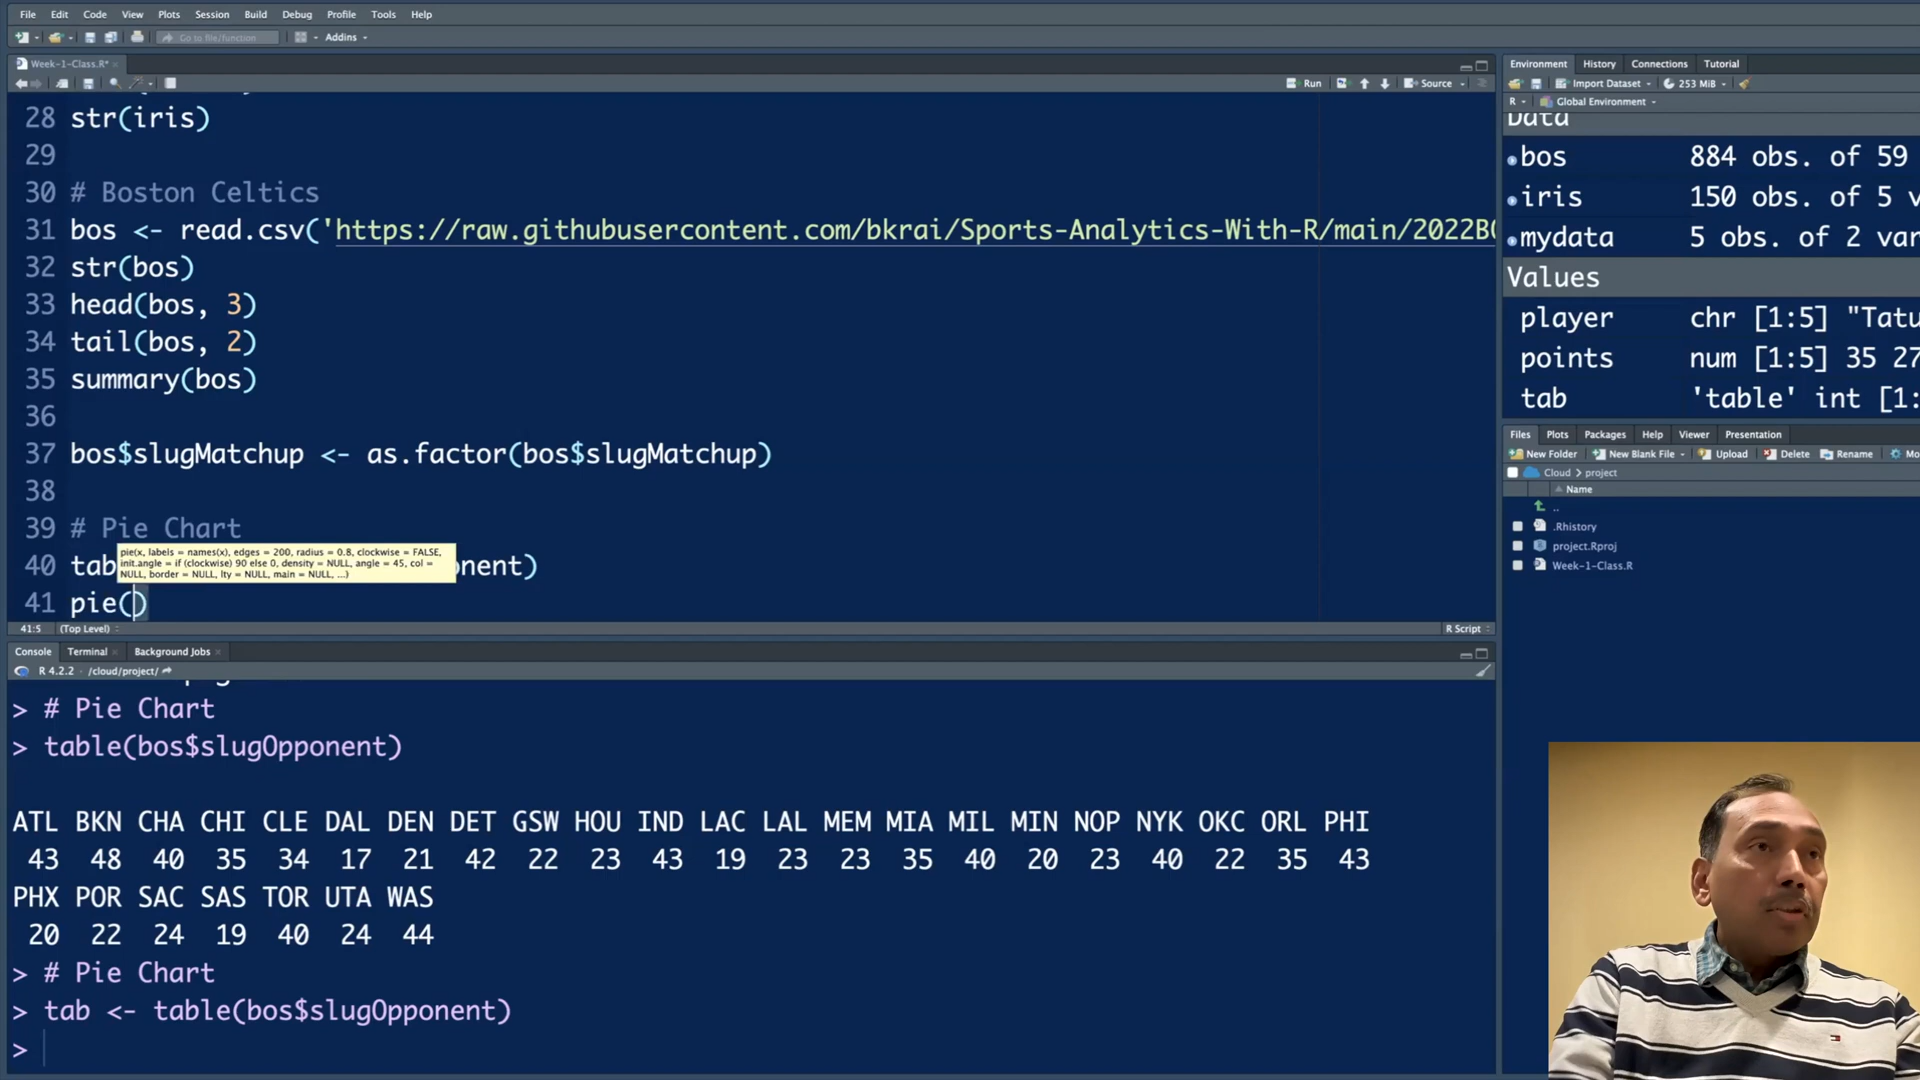 File Edit Code View Plots Session Build Debug Profile Tools Help
Go to file/function Addins
Week-1-Class.R*
Run Source
28 str(iris)
29
30 # Boston Celtics
31 bos <- read.csv('https://raw.githubusercontent.com/bkrai/Sports-Analytics-With-R/main/2022B
32 str(bos)
33 head(bos, 3)
34 tail(bos, 2)
35 summary(bos)
36
37 bos$slugMatchup <- as.factor(bos$slugMatchup)
38
39 # Pie Chart
pie(x, labels = names(x), edges = 200, radius = 0.8, clockwise = FALSE,
init.angle = if (clockwise) 90 else 0, density = NULL, angle = 45, col =
NULL, border = NULL, lty = NULL, main = NULL, ...)
40 tab onent)
41 pie()
41:5 (Top Level) R Script
Console Terminal Background Jobs
R 4.2.2 · /cloud/project/
> # Pie Chart
> table(bos$slugOpponent)
ATL BKN CHA CHI CLE DAL DEN DET GSW HOU IND LAC LAL MEM MIA MIL MIN NOP NYK OKC ORL PHI
43 48 40 35 34 17 21 42 22 23 43 19 23 23 35 40 20 23 40 22 35 43
PHX POR SAC SAS TOR UTA WAS
20 22 24 19 40 24 44
> # Pie Chart
> tab <- table(bos$slugOpponent)
>
Environment History Connections Tutorial
Import Dataset 253 MiB
R Global Environment
Data
bos 884 obs. of 59
iris 150 obs. of 5 v
mydata 5 obs. of 2 var
Values
player chr [1:5] "Tatu
points num [1:5] 35 27
tab 'table' int [1:
Files Plots Packages Help Viewer Presentation
New Folder New Blank File Upload Delete Rename Mo
Cloud project
Name
..
.Rhistory
project.Rproj
Week-1-Class.R